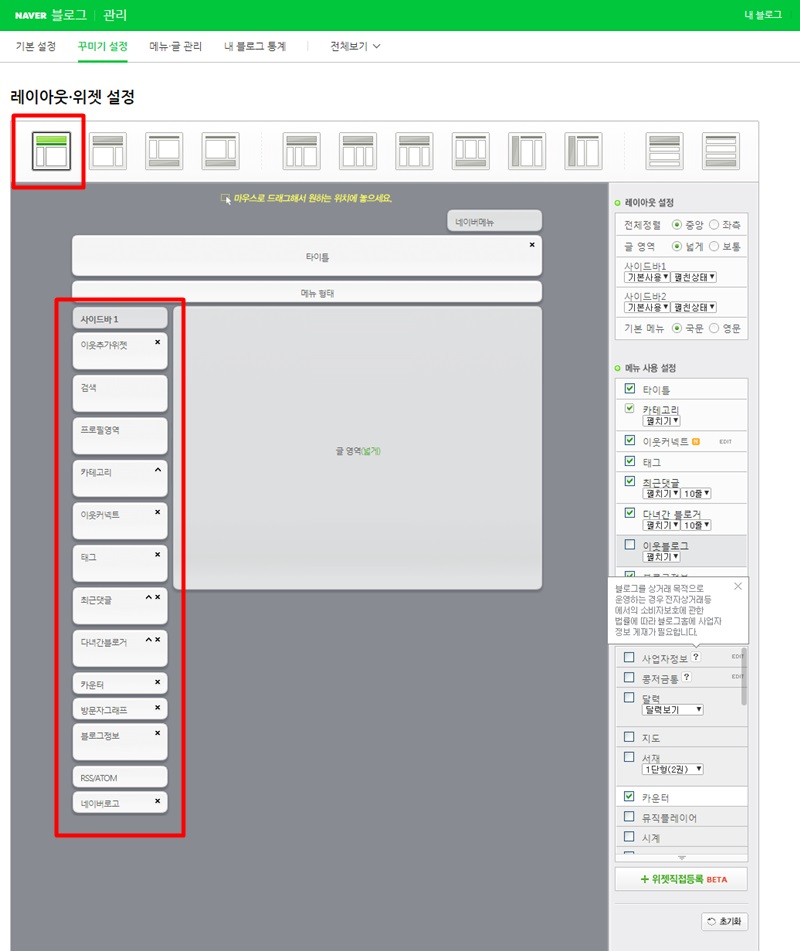 NAVER 블로그 관리 내 블로그
기본 설정 꾸미기 설정 메뉴·글 관리 내 블로그 통계 전체보기
레이아웃·위젯 설정
마우스로 드래그해서 원하는 위치에 놓으세요.
네이버메뉴
타이틀
메뉴 형태
사이드바 1
이웃추가위젯
검색
프로필영역
카테고리
이웃커넥트
태그
최근댓글
다녀간블로거
카운터
방문자그래프
블로그정보
RSS/ATOM
네이버로고
글 영역(넓게)
레이아웃 설정
전체정렬 중앙 좌측
글 영역 넓게 보통
사이드바1
기본사용 펼친상태
사이드바2
기본사용 펼친상태
기본 메뉴 국문 영문
메뉴 사용 설정
타이틀
카테고리
펼치기
이웃커넥트 EDIT
태그
최근댓글
펼치기 10줄
다녀간 블로거
펼치기 10줄
이웃블로그
펼치기
블로그를 상거래 목적으로
운영하는 경우 전자상거래등
에서의 소비자보호에 관한
법률에 따라 블로그홈에 사업자
정보 게재가 필요합니다.
사업자정보 ? EDIT
콩저금통 ? EDIT
달력
달력보기
지도
서재
1단형(2권)
카운터
뮤직플레이어
시계
+ 위젯직접등록 BETA
초기화